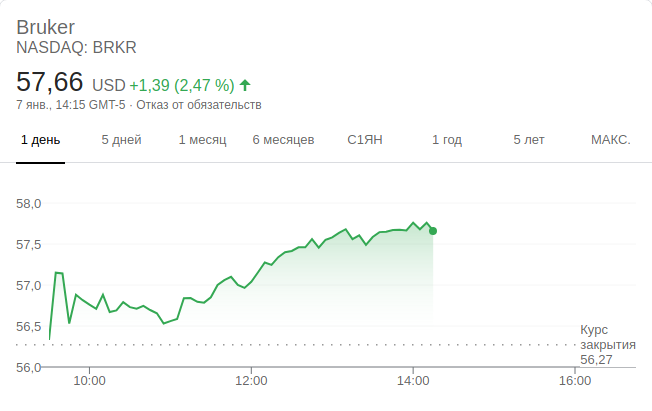 Bruker
NASDAQ: BRKR
57,66 USD +1,39 (2,47 %)
7 янв., 14:15 GMT-5 · Отказ от обязательств
1 день 5 дней 1 месяц 6 месяцев С1ЯН 1 год 5 лет МАКС.
58,0
57,5
57,0
56,5
56,0
Курс
закрытия
56,27
10:00 12:00 14:00 16:00